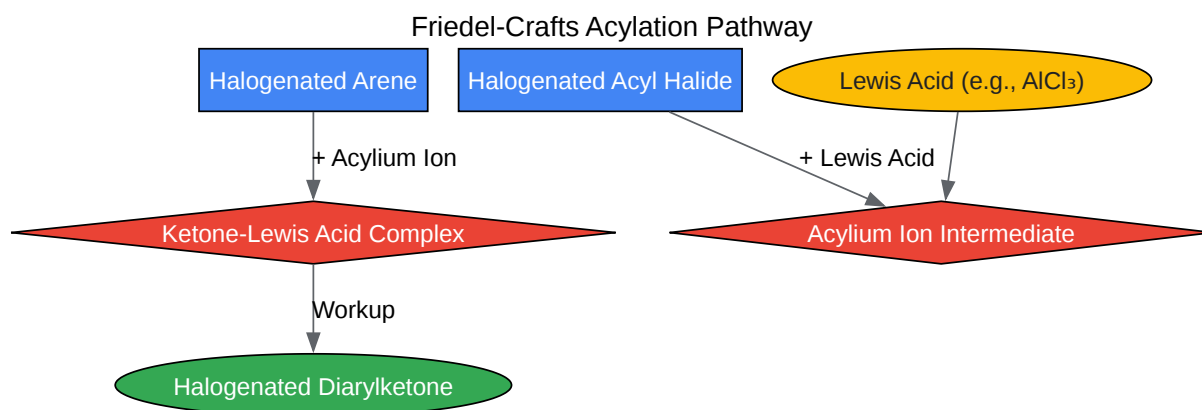 Friedel-Crafts Acylation Pathway
Halogenated Arene
Halogenated Acyl Halide
Lewis Acid (e.g., AlCl₃)
+ Acylium Ion
+ Lewis Acid
Ketone-Lewis Acid Complex
Acylium Ion Intermediate
Workup
Halogenated Diarylketone